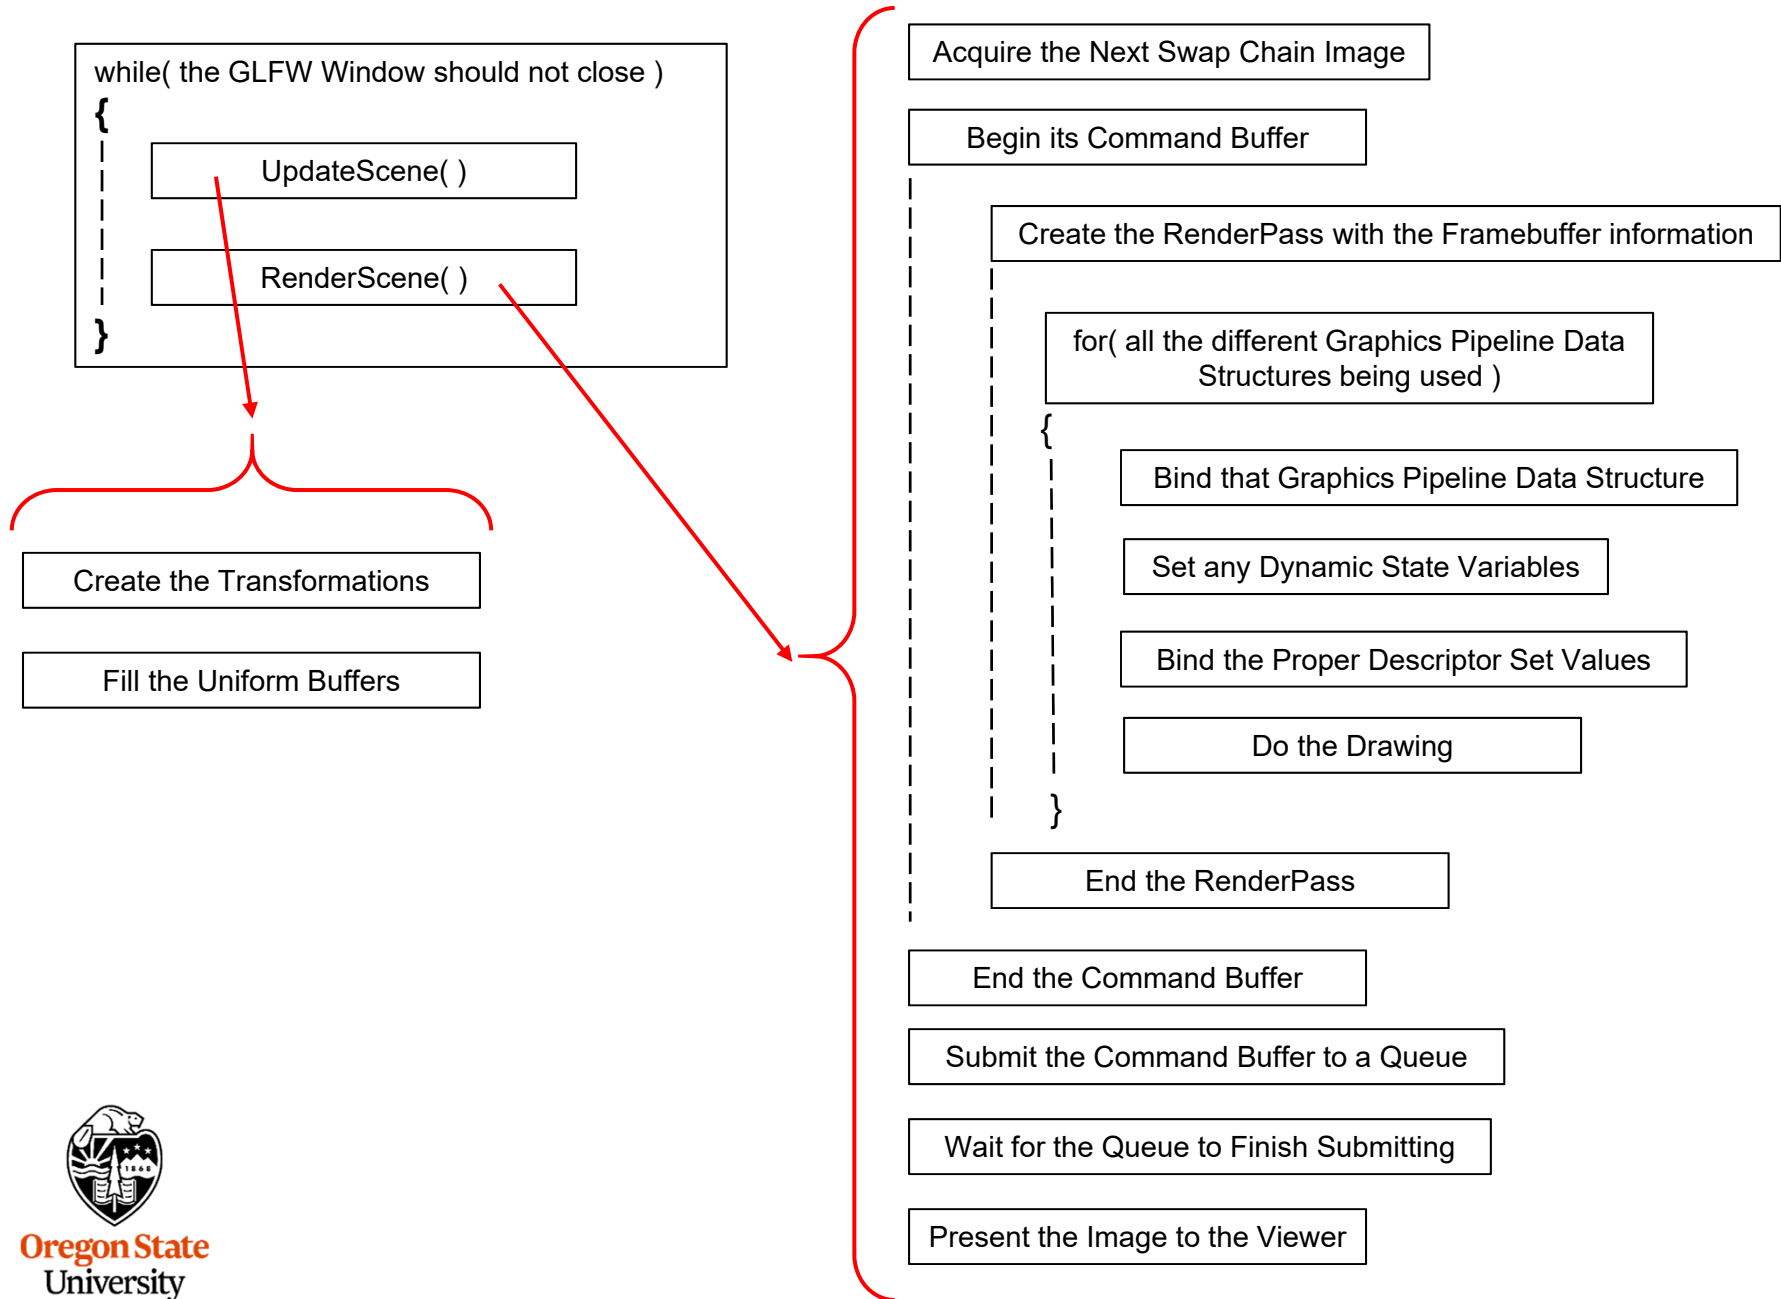 while( the GLFW Window should not close )
{
UpdateScene( )
RenderScene( )
}
Create the Transformations
Fill the Uniform Buffers
Acquire the Next Swap Chain Image
Begin its Command Buffer
Create the RenderPass with the Framebuffer information
for( all the different Graphics Pipeline Data
Structures being used )
{
Bind that Graphics Pipeline Data Structure
Set any Dynamic State Variables
Bind the Proper Descriptor Set Values
Do the Drawing
}
End the RenderPass
End the Command Buffer
Submit the Command Buffer to a Queue
Wait for the Queue to Finish Submitting
Present the Image to the Viewer
1868
Oregon State
University